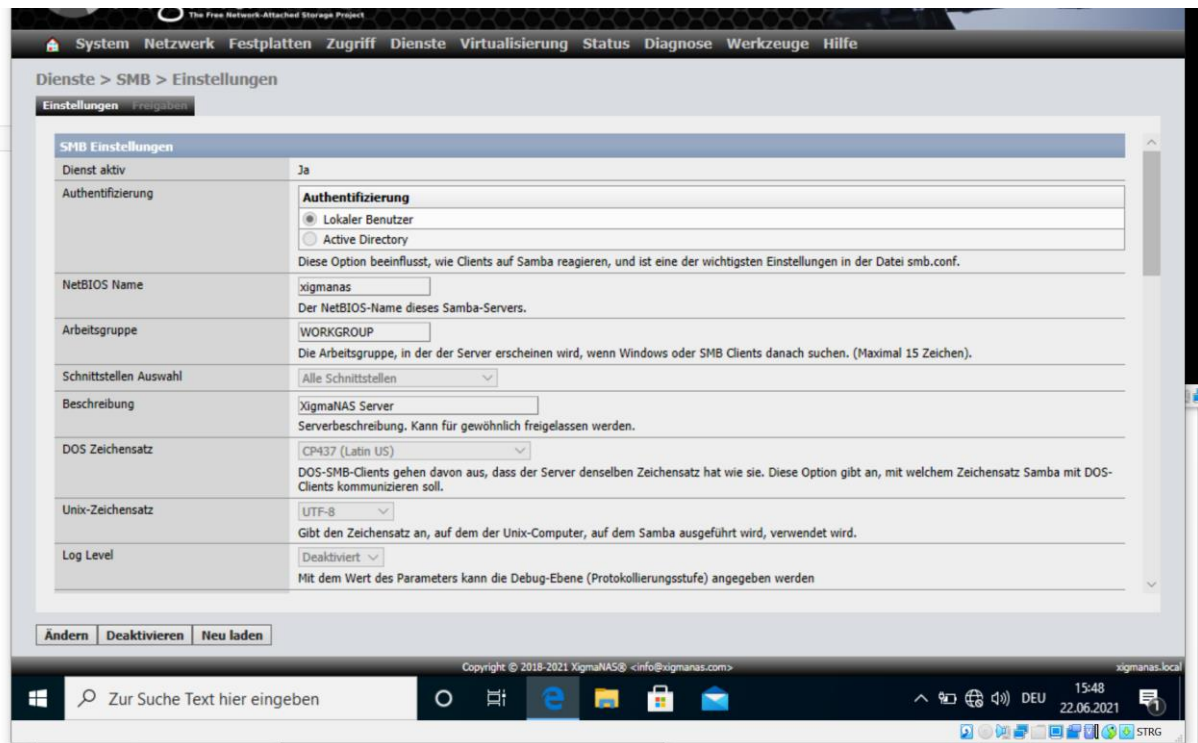 The Free Network-Attached Storage Project
System Netzwerk Festplatten Zugriff Dienste Virtualisierung Status Diagnose Werkzeuge Hilfe
Dienste > SMB > Einstellungen
Einstellungen Freigaben
SMB Einstellungen
Dienst aktiv Ja
Authentifizierung
Authentifizierung
Lokaler Benutzer
Active Directory
Diese Option beeinflusst, wie Clients auf Samba reagieren, und ist eine der wichtigsten Einstellungen in der Datei smb.conf.
NetBIOS Name xigmanas
Der NetBIOS-Name dieses Samba-Servers.
Arbeitsgruppe WORKGROUP
Die Arbeitsgruppe, in der der Server erscheinen wird, wenn Windows oder SMB Clients danach suchen. (Maximal 15 Zeichen).
Schnittstellen Auswahl Alle Schnittstellen
Beschreibung XigmaNAS Server
Serverbeschreibung. Kann für gewöhnlich freigelassen werden.
DOS Zeichensatz CP437 (Latin US)
DOS-SMB-Clients gehen davon aus, dass der Server denselben Zeichensatz hat wie sie. Diese Option gibt an, mit welchem Zeichensatz Samba mit DOS-
Clients kommunizieren soll.
Unix-Zeichensatz UTF-8
Gibt den Zeichensatz an, auf dem der Unix-Computer, auf dem Samba ausgeführt wird, verwendet wird.
Log Level Deaktiviert
Mit dem Wert des Parameters kann die Debug-Ebene (Protokollierungsstufe) angegeben werden
Ändern Deaktivieren Neu laden
Copyright © 2018-2021 XigmaNAS® <info@xigmanas.com> xigmanas.local
Zur Suche Text hier eingeben
DEU
15:48
22.06.2021
1
STRG